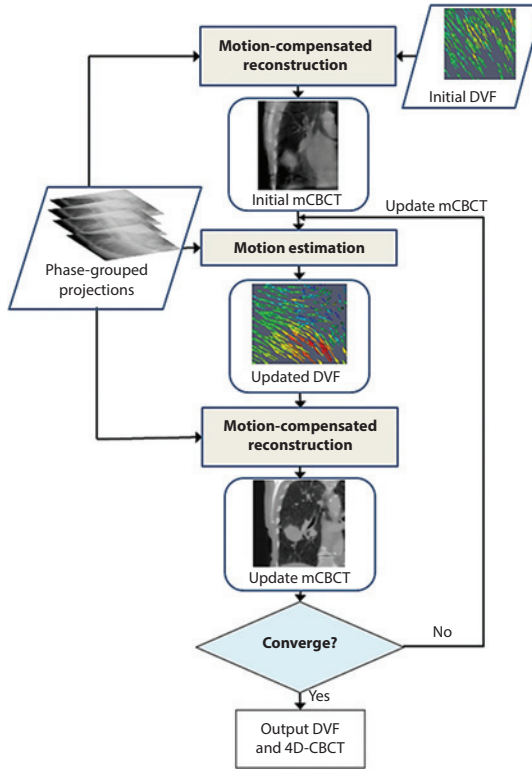 Motion-compensated
reconstruction
Initial DVF
Initial mCBCT
Update mCBCT
Phase-grouped
projections
Motion estimation
Updated DVF
Motion-compensated
reconstruction
Update mCBCT
Converge?
No
Yes
Output DVF
and 4D-CBCT